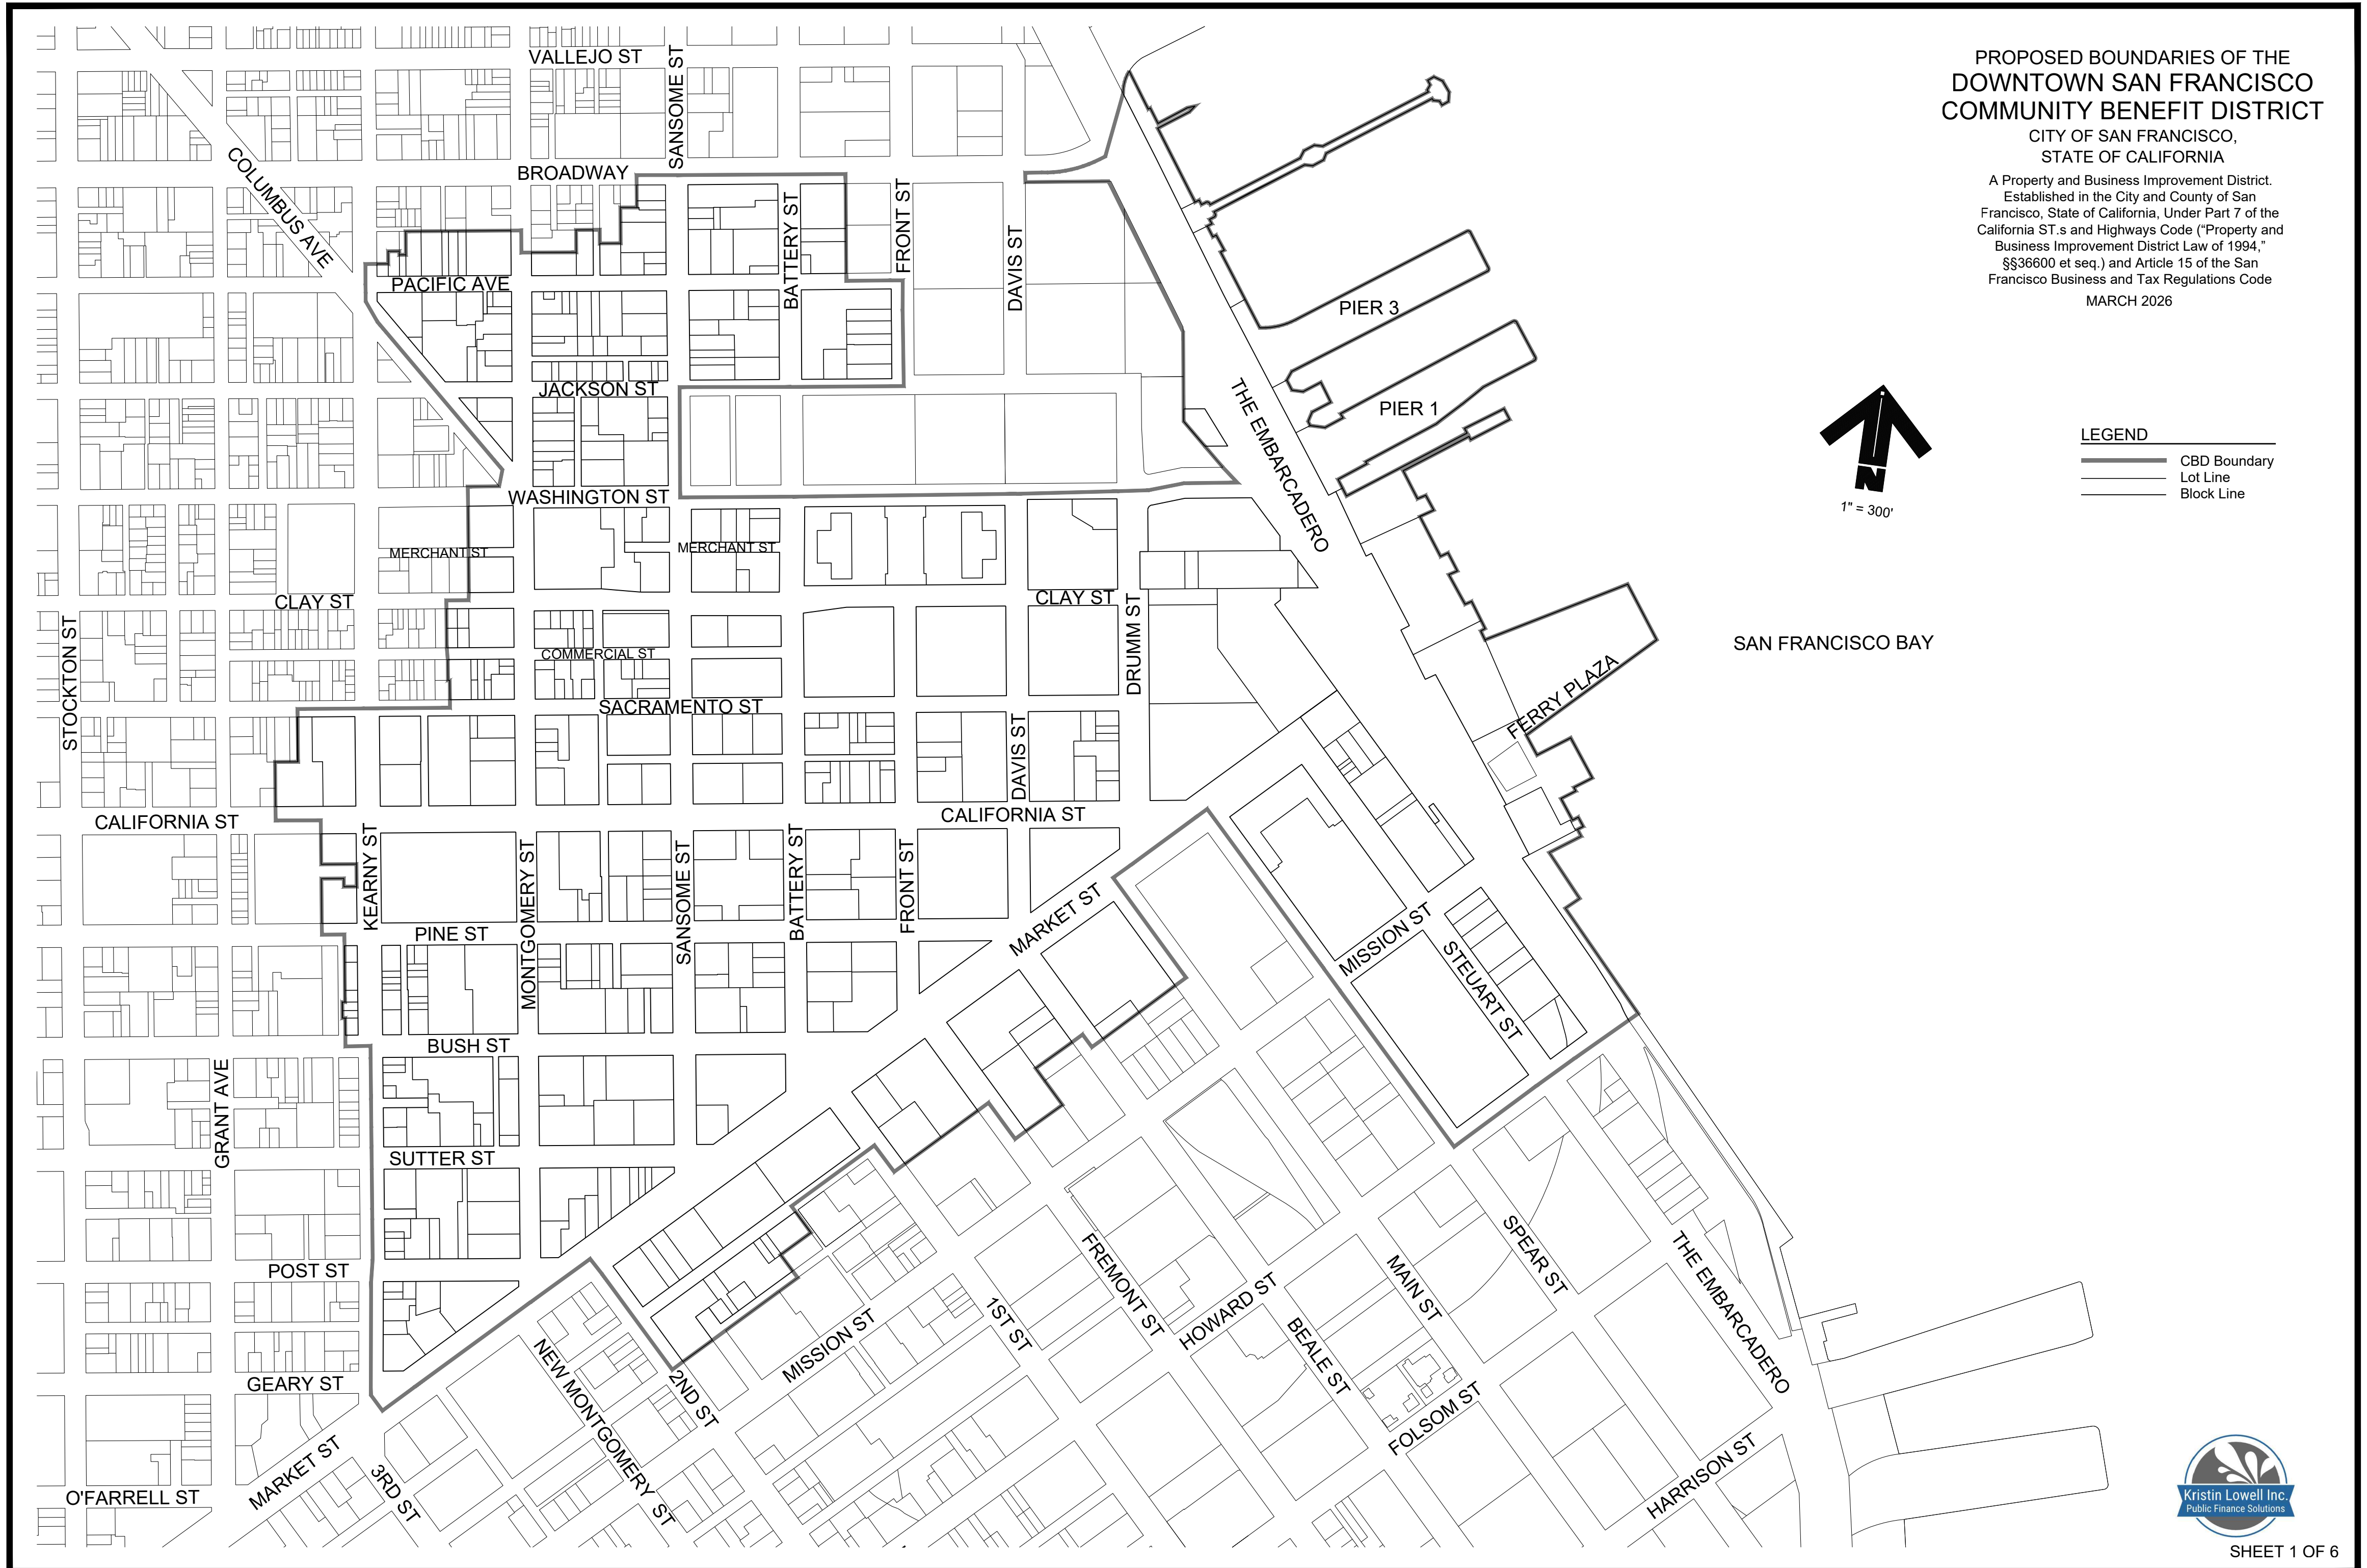 PROPOSED BOUNDARIES OF THE
DOWNTOWN SAN FRANCISCO
COMMUNITY BENEFIT DISTRICT
CITY OF SAN FRANCISCO,
STATE OF CALIFORNIA
A Property and Business Improvement District.
Established in the City and County of San
Francisco, State of California, Under Part 7 of the
California ST.s and Highways Code (“Property and
Business Improvement District Law of 1994,”
§§36600 et seq.) and Article 15 of the San
Francisco Business and Tax Regulations Code
MARCH 2026
LEGEND
CBD Boundary
Lot Line
Block Line
N
1" = 300'
VALLEJO ST
SANSOME ST
BROADWAY
COLUMBUS AVE
BATTERY ST
FRONT ST
DAVIS ST
PACIFIC AVE
PIER 3
JACKSON ST
PIER 1
THE EMBARCADERO
WASHINGTON ST
MERCHANT ST
MERCHANT ST
CLAY ST
CLAY ST
STOCKTON ST
DRUMM ST
COMMERCIAL ST
SAN FRANCISCO BAY
FERRY PLAZA
SACRAMENTO ST
DAVIS ST
CALIFORNIA ST
CALIFORNIA ST
KEARNY ST
MONTGOMERY ST
SANSOME ST
BATTERY ST
FRONT ST
MARKET ST
PINE ST
MONTGOMERY ST
MISSION ST
STEUART ST
BUSH ST
GRANT AVE
SUTTER ST
POST ST
FREMONT ST
SPEAR ST
MAIN ST
THE EMBARCADERO
1ST ST
HOWARD ST
MISSION ST
BEALE ST
NEW MONTGOMERY ST
2ND ST
GEARY ST
FOLSOM ST
MARKET ST
3RD ST
HARRISON ST
O'FARRELL ST
Kristin Lowell Inc.
Public Finance Solutions
SHEET 1 OF 6